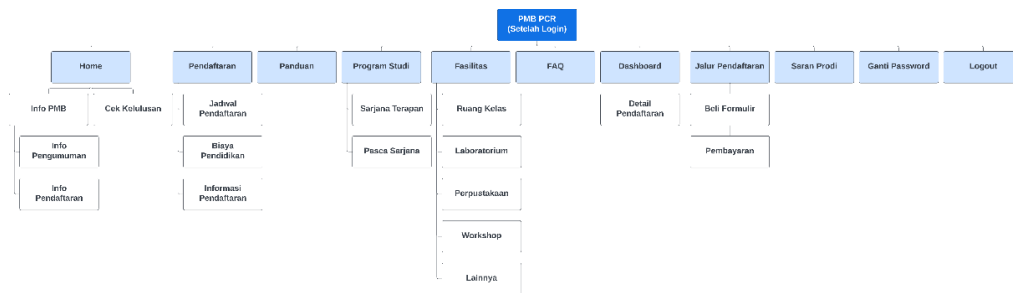 PMB PCR
(Setelah Login)
Home
Pendaftaran
Panduan
Program Studi
Fasilitas
FAQ
Dashboard
Jalur Pendaftaran
Saran Prodi
Ganti Password
Logout
Info PMB
Cek Kelulusan
Jadwal
Pendaftaran
Sarjana Terapan
Ruang Kelas
Detail
Pendaftaran
Beli Formulir
Info
Pengumuman
Biaya
Pendidikan
Pasca Sarjana
Laboratorium
Pembayaran
Info
Pendaftaran
Informasi
Pendaftaran
Perpustakaan
Workshop
Lainnya